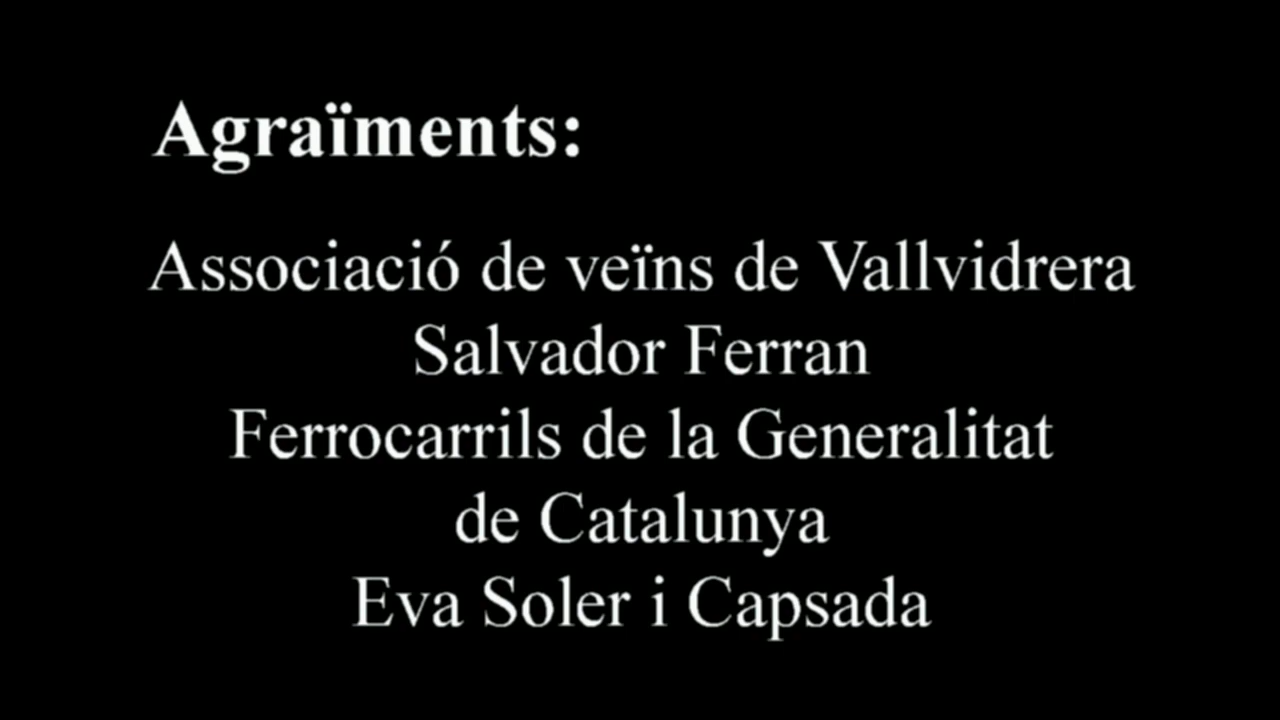 Agraïments:
Associació de veïns de Vallvidrera
Salvador Ferran
Ferrocarrils de la Generalitat
de Catalunya
Eva Soler i Capsada